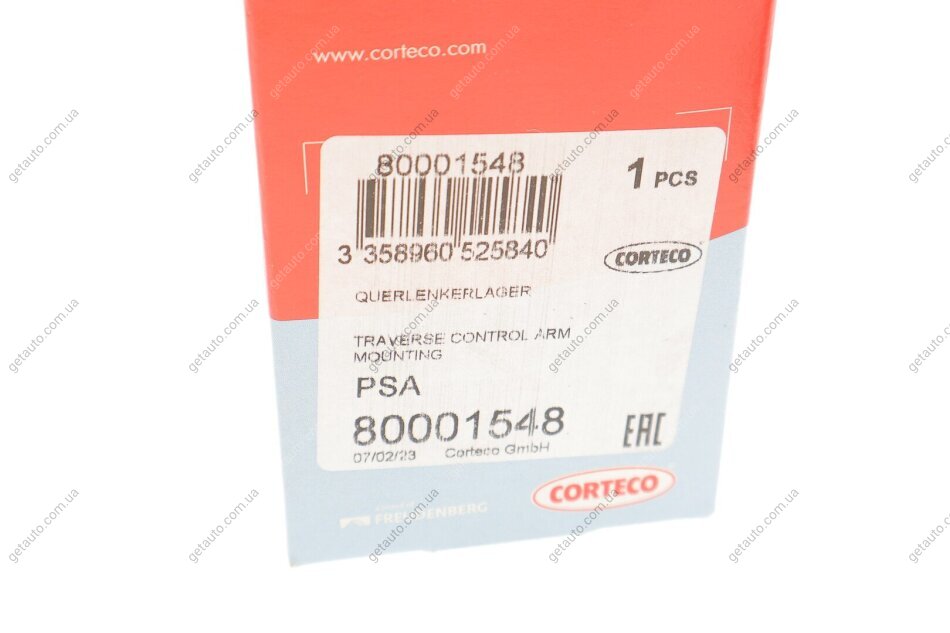 www.corteco.com
80001548
1 PCS
3 358960 525840
CORTECO
QUERLENKERLAGER
TRAVERSE CONTROL ARM
MOUNTING
PSA
80001548
EAC
07/02/23 Corteco GmbH
CORTECO
FREUDENBERG
getauto.com.ua